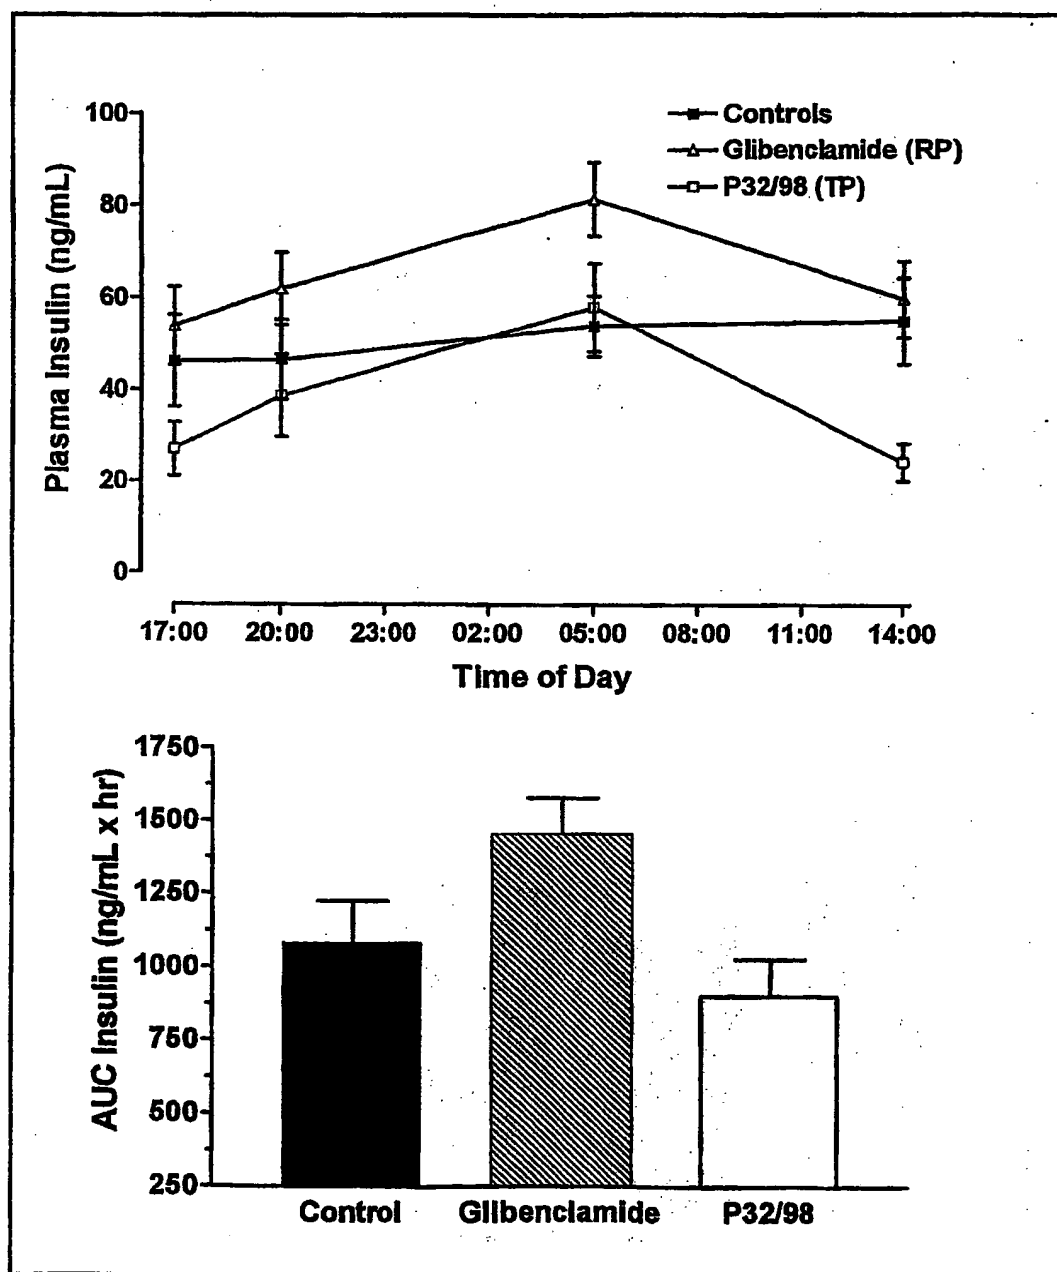 100
Controls
Glibenclamide (RP)
P32/98 (TP)
80
60
40
20
0
Plasma Insulin (ng/mL)
17:00 20:00 23:00 02:00 05:00 08:00 11:00 14:00
Time of Day
1750
1500
1250
1000
750
500
250
AUC Insulin (ng/mL x hr)
Control Glibenclamide P32/98